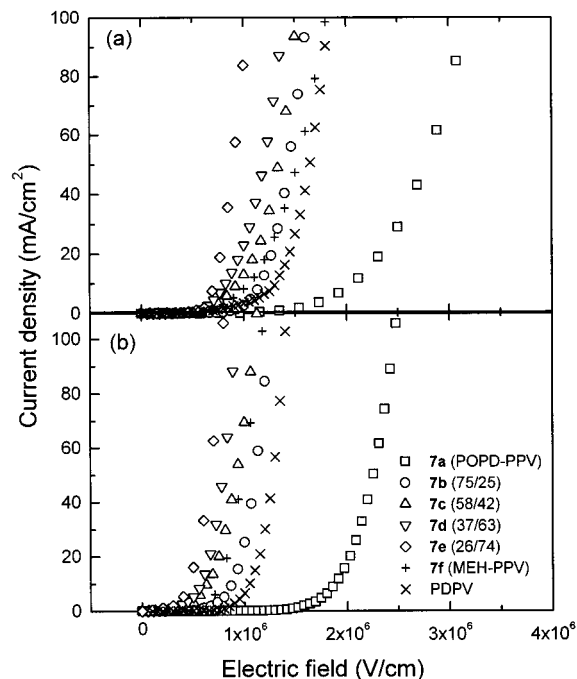 (a)
100
80
60
40
20
0
(b)
80
60
40
20
0
Current density (mA/cm²)
7a (POPD-PPV)
7b (75/25)
7c (58/42)
7d (37/63)
7e (26/74)
7f (MEH-PPV)
PDPV
0 1x10⁶ 2x10⁶ 3x10⁶ 4x10⁶
Electric field (V/cm)